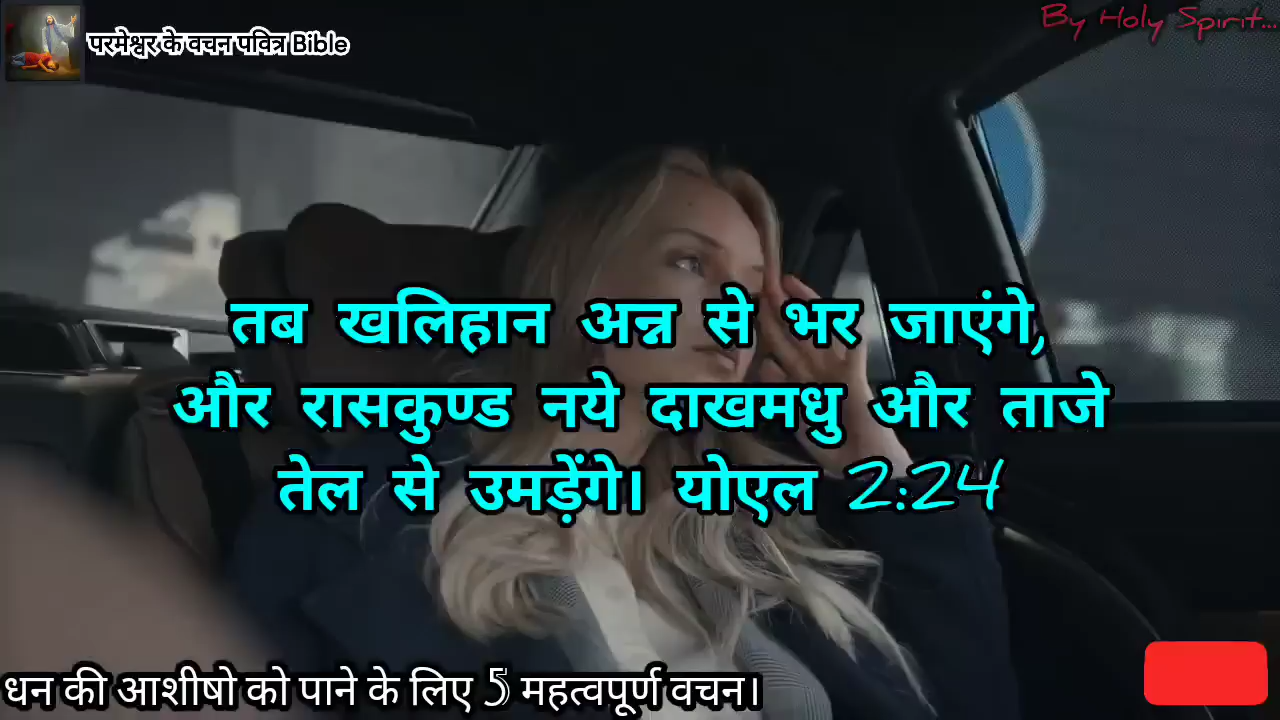 By Holy Spirit...
परमेश्वर के वचन पवित्र Bible
तब खलिहान अन्न से भर जाएंगे,
और रासकुण्ड नये दाखमधु और ताजे
तेल से उमड़ेंगे। योएल 2:24
धन की आशीषो को पाने के लिए 5 महत्वपूर्ण वचन।